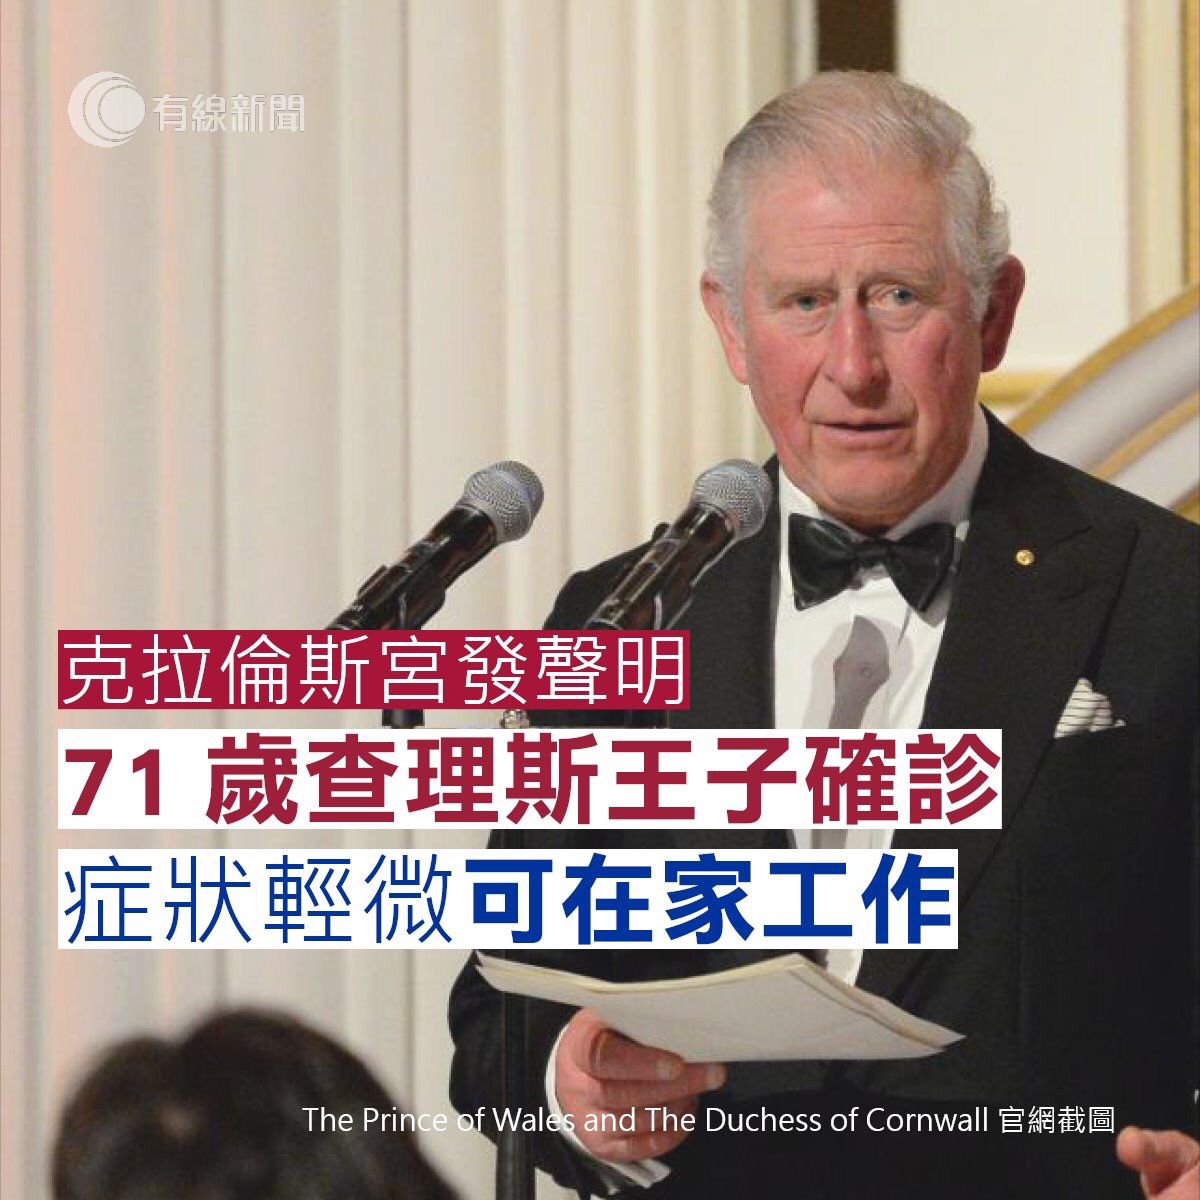 有線新聞
克拉倫斯宮發聲明
71 歲查理斯王子確診
症狀輕微可在家工作
The Prince of Wales and The Duchess of Cornwall 官網截圖